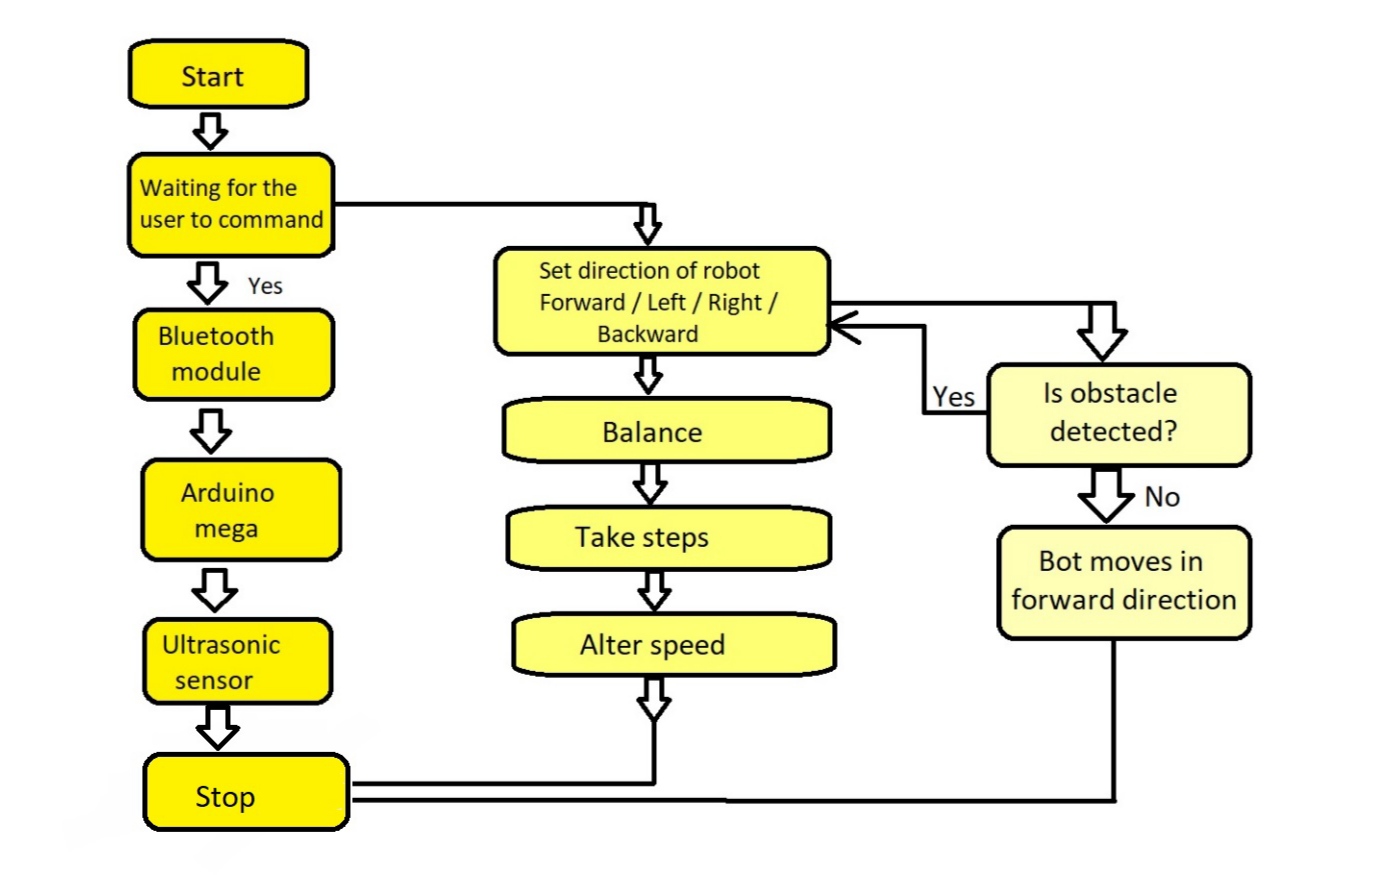 Start
Waiting for the
user to command
Yes
Bluetooth
module
Arduino
mega
Ultrasonic
sensor
Stop
Set direction of robot
Forward / Left / Right /
Backward
Balance
Take steps
Alter speed
Yes
Is obstacle
detected?
No
Bot moves in
forward direction